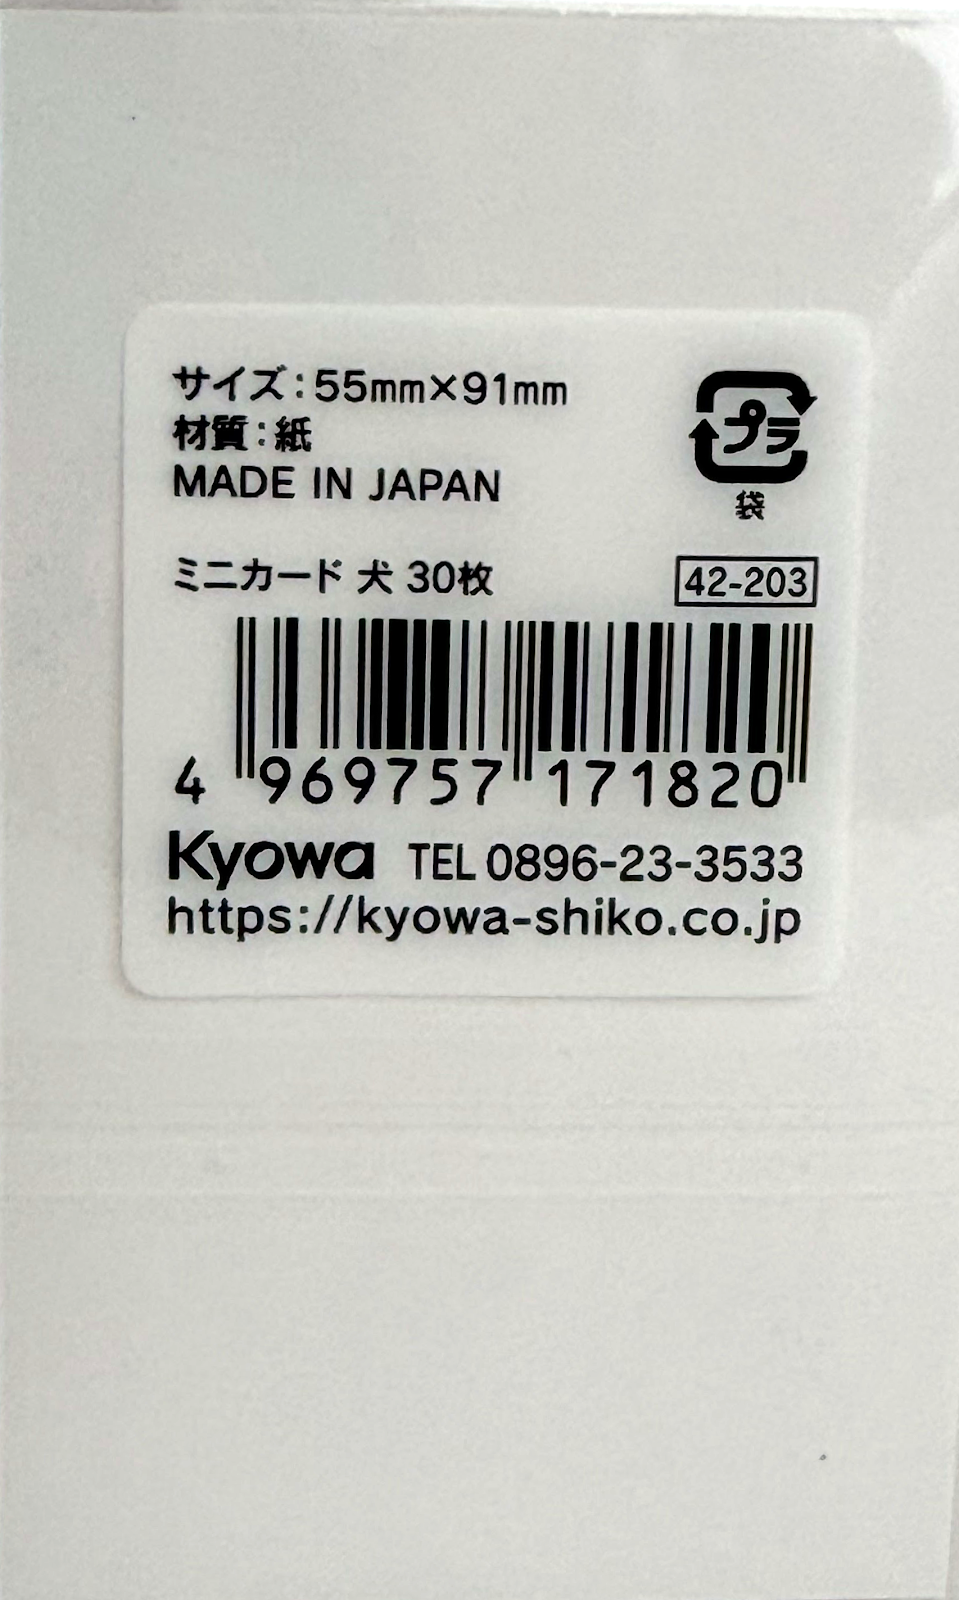 サイズ：55mm×91mm
材質：紙
MADE IN JAPAN
プラ
袋
ミニカード 犬 30枚
42-203
4 969757 171820
Kyowa TEL 0896-23-3533
https://kyowa-shiko.co.jp